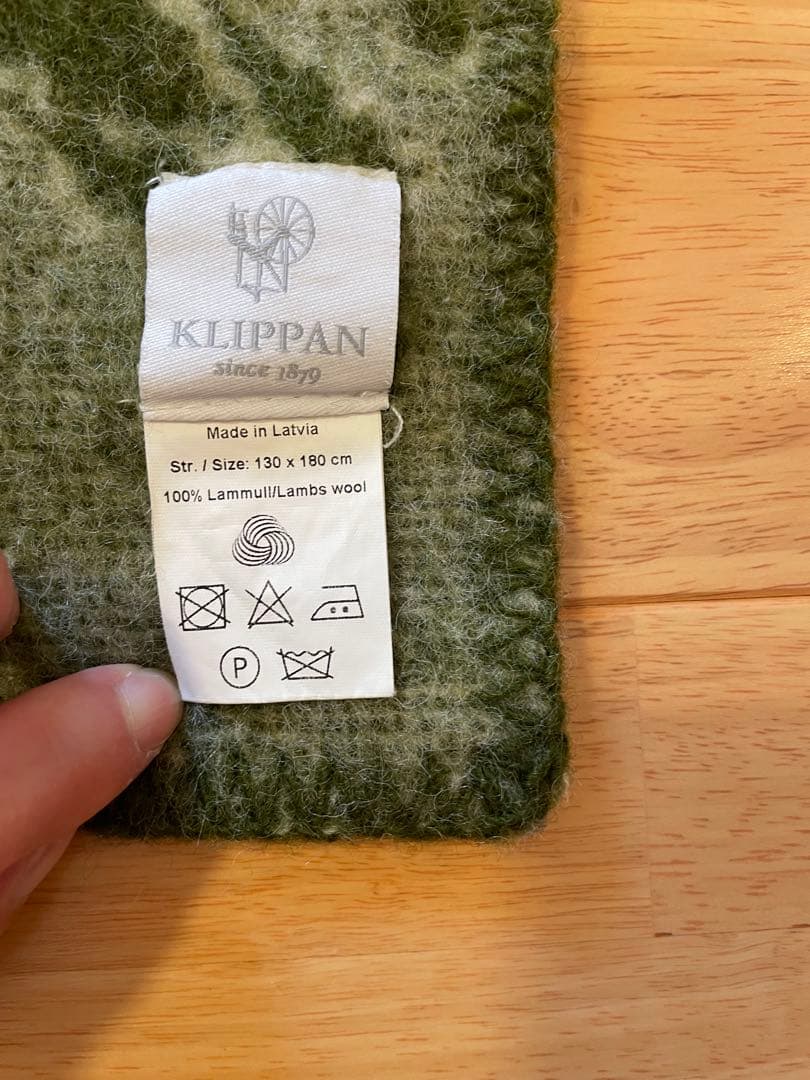 KLIPPAN
since 1879
Made in Latvia
Str. / Size: 130 x 180 cm
100% Lammull/Lambs wool
P